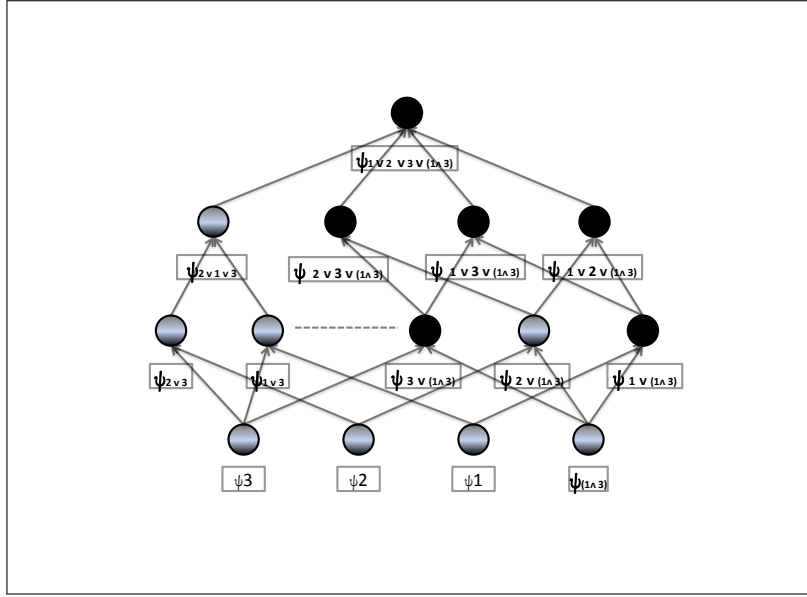 ψ1 ∨ 2 ∨ 3 ∨ (1∧ 3)
ψ2 ∨ 1 ∨ 3
ψ 2 ∨ 3 ∨ (1∧ 3)
ψ 1 ∨ 3 ∨ (1∧ 3)
ψ 1 ∨ 2 ∨ (1∧ 3)
ψ2 ∨ 3
ψ1 ∨ 3
ψ 3 ∨ (1∧ 3)
ψ 2 ∨ (1∧ 3)
ψ 1 ∨ (1∧ 3)
ψ3
ψ2
ψ1
ψ(1∧ 3)